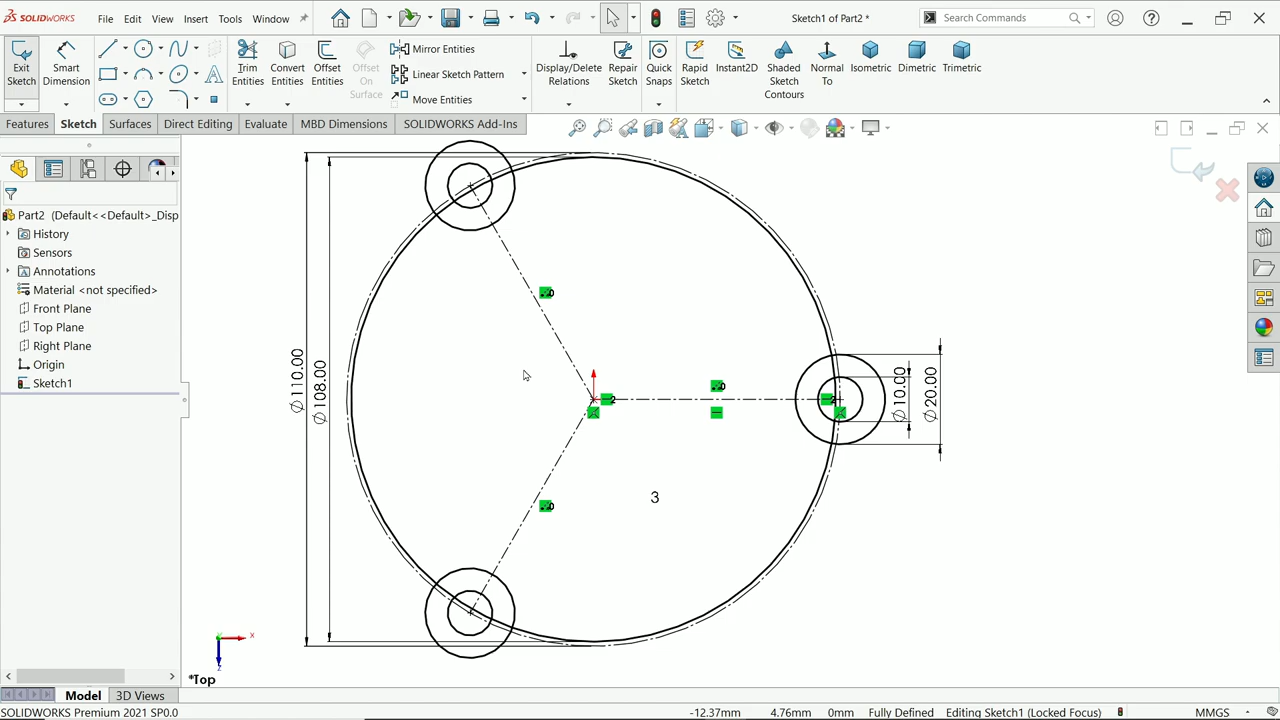 SOLIDWORKS
File Edit View Insert Tools Window
Sketch1 of Part2 *
Search Commands
Exit Sketch
Smart Dimension
Trim Entities
Convert Entities
Offset Entities
Offset On Surface
Mirror Entities
Linear Sketch Pattern
Move Entities
Display/Delete Relations
Repair Sketch
Quick Snaps
Rapid Sketch
Instant2D
Shaded Sketch Contours
Normal To
Isometric
Dimetric
Trimetric
Features Sketch Surfaces Direct Editing Evaluate MBD Dimensions SOLIDWORKS Add-Ins
Part2 (Default<<Default>_Disp
History
Sensors
Annotations
Material <not specified>
Front Plane
Top Plane
Right Plane
Origin
Sketch1
Ø110.00
Ø108.00
Ø10.00
Ø20.00
3
x
z
*Top
Model 3D Views
SOLIDWORKS Premium 2021 SP0.0
-12.37mm 4.76mm 0mm Fully Defined Editing Sketch1 (Locked Focus) MMGS